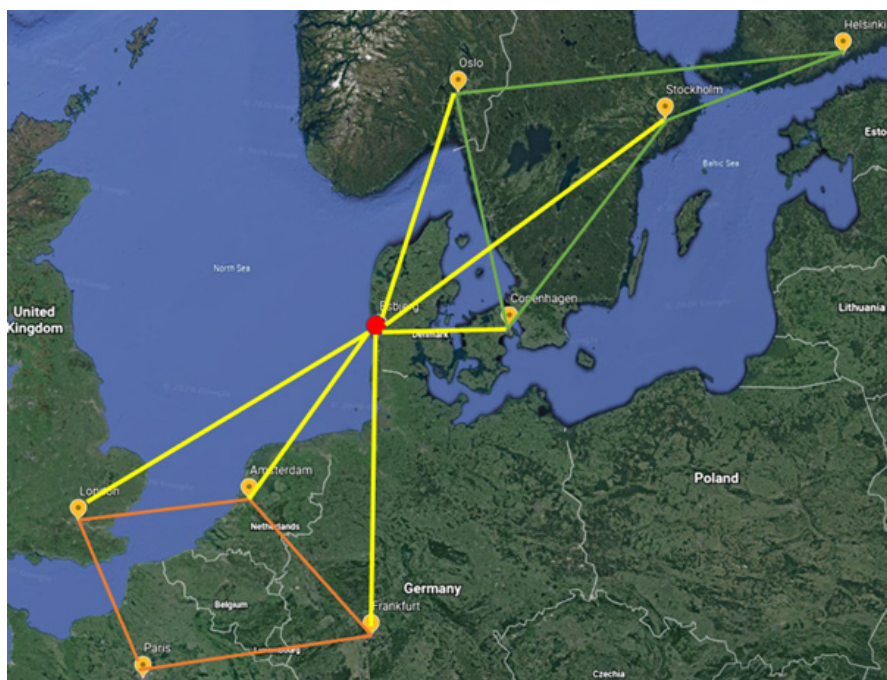 Helsinki
Oslo
Stockholm
Esto
Baltic Sea
North Sea
Copenhagen
Esbjerg
United
Kingdom
Lithuania
Denmark
Amsterdam
Poland
London
Netherlands
Germany
Belgium
Frankfurt
Paris
Luxembourg
Czechia